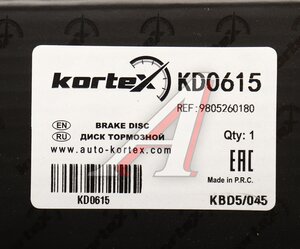 korteX KD0615
REF: 9805260180
EN BRAKE DISC Qty: 1
RU ДИСК ТОРМОЗНОЙ
www.auto-kortex.com
EAC
Made in P.R.C.
KD0615 KBD5/045